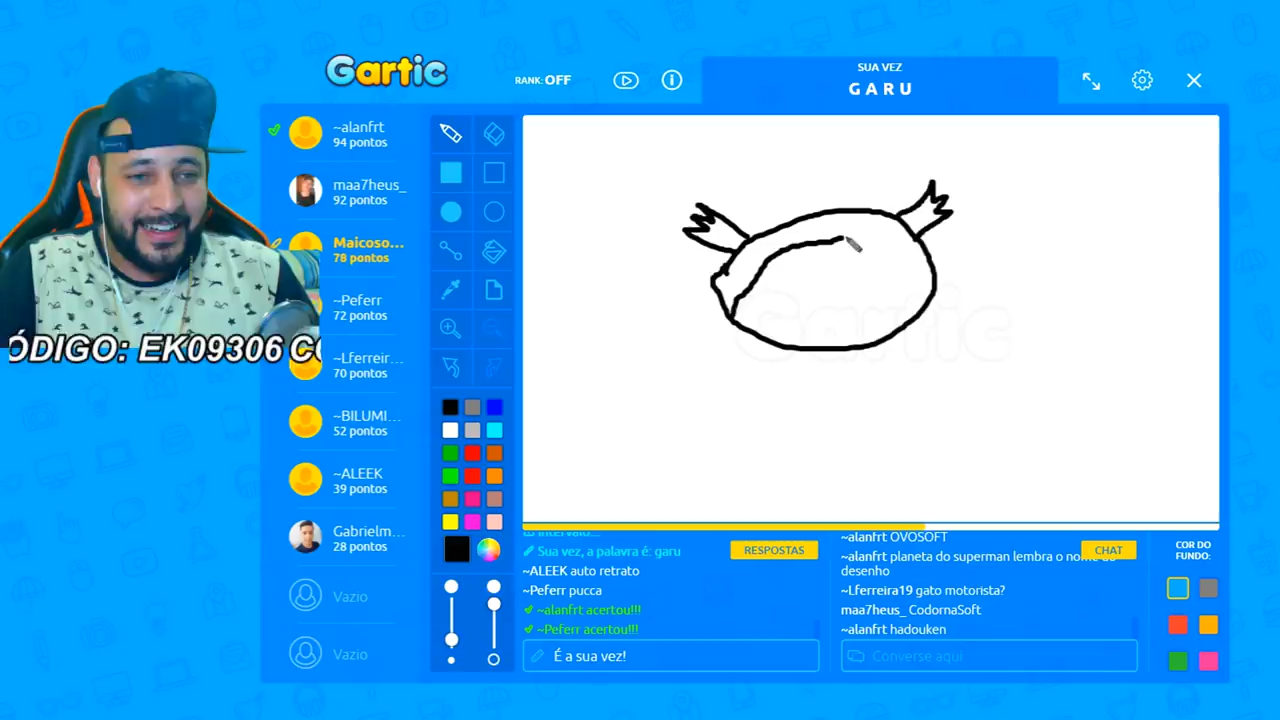 Gartic
RANK: OFF
SUA VEZ
GARU
~alanfrt
94 pontos
maa7heus_
92 pontos
Maicoso...
78 pontos
~Peferr
72 pontos
~Lferreir...
70 pontos
~BILUMI...
52 pontos
~ALEEK
39 pontos
Gabrielm...
28 pontos
Vazio
Vazio
ÓDIGO: EK09306 CÓ
Gartic
Intervalo...
Sua vez, a palavra é: garu
~ALEEK auto retrato
~Peferr pucca
~alanfrt acertou!!!
~Peferr acertou!!!
É a sua vez!
RESPOSTAS
~alanfrt OVOSOFT
~alanfrt planeta do superman lembra o nome do
desenho
~Lferreira19 gato motorista?
maa7heus_ CodornaSoft
~alanfrt hadouken
Converse aqui
CHAT
COR DO
FUNDO: